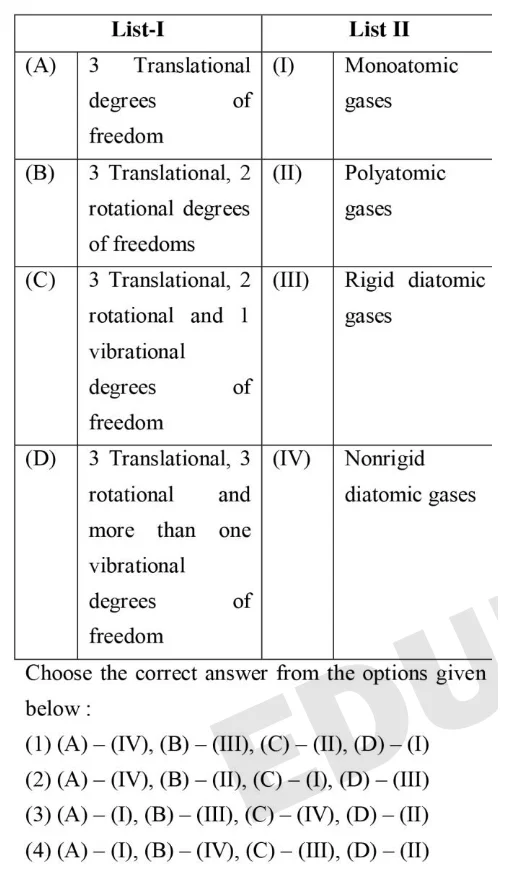 List-I List II
(A) 3 Translational (I) Monoatomic
degrees of gases
freedom
(B) 3 Translational, 2 (II) Polyatomic
rotational degrees gases
of freedoms
(C) 3 Translational, 2 (III) Rigid diatomic
rotational and 1 gases
vibrational
degrees of
freedom
(D) 3 Translational, 3 (IV) Nonrigid
rotational and diatomic gases
more than one
vibrational
degrees of
freedom
Choose the correct answer from the options given
below :
(1) (A) – (IV), (B) – (III), (C) – (II), (D) – (I)
(2) (A) – (IV), (B) – (II), (C) – (I), (D) – (III)
(3) (A) – (I), (B) – (III), (C) – (IV), (D) – (II)
(4) (A) – (I), (B) – (IV), (C) – (III), (D) – (II)